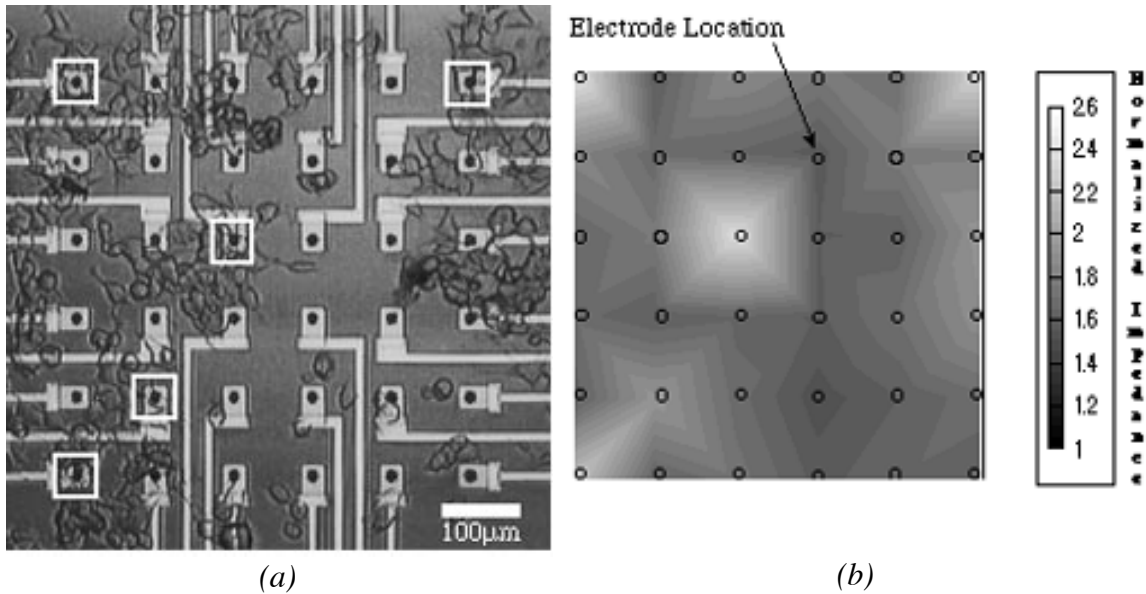 Electrode Location
26
24
22
2
1.8
1.6
1.4
1.2
1
Normalized Impedance
100μm
(a)
(b)